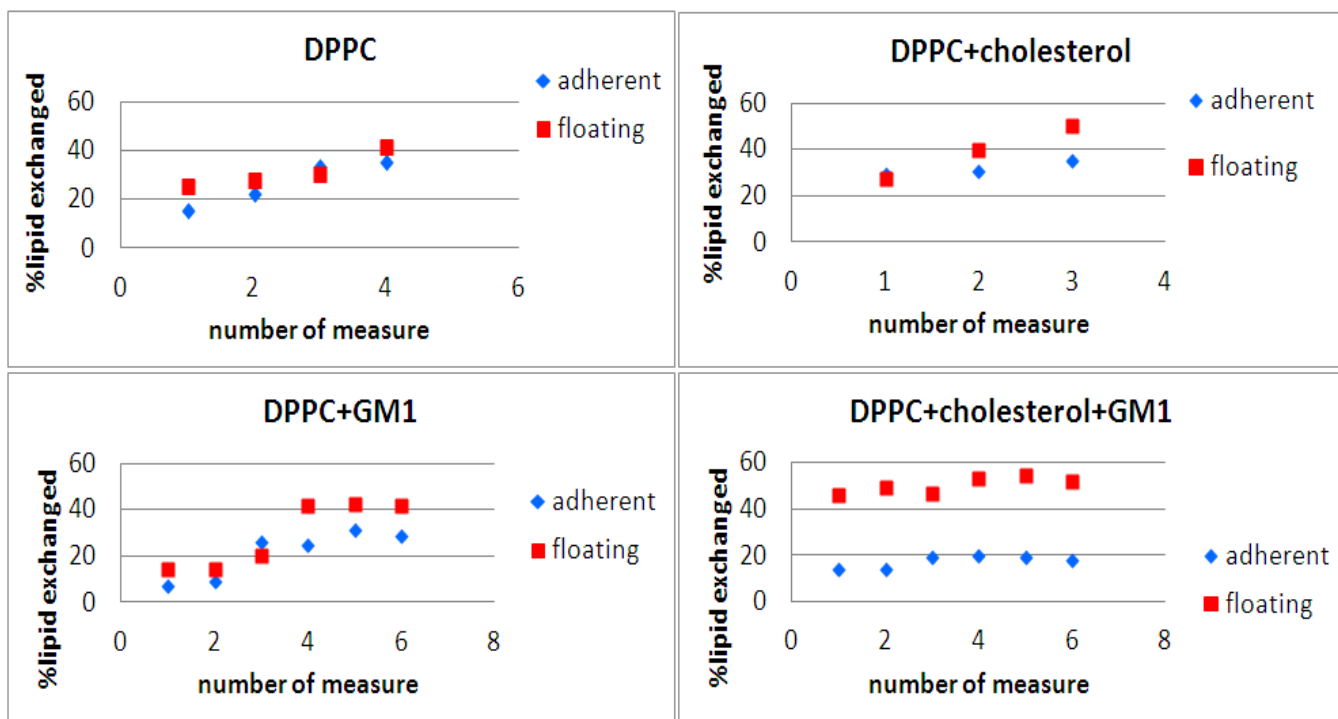 DPPC
%lipid exchanged
60
40
20
0
0 2 4 6
number of measure
adherent
floating
DPPC+cholesterol
%lipid exchanged
60
40
20
0
0 1 2 3 4
number of measure
adherent
floating
DPPC+GM1
%lipid exchanged
60
40
20
0
0 2 4 6 8
number of measure
adherent
floating
DPPC+cholesterol+GM1
%lipid exchanged
60
40
20
0
0 2 4 6 8
number of measure
adherent
floating